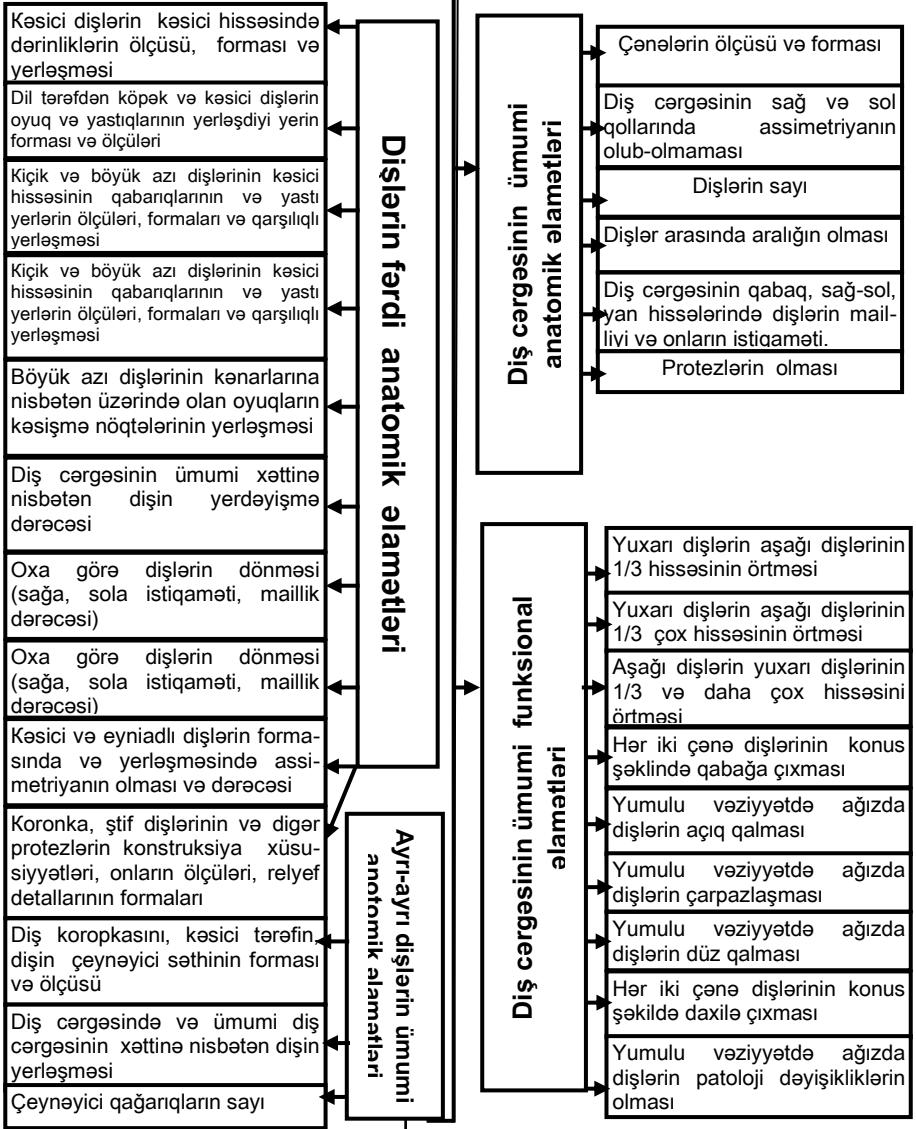 Kəsici dişlərin kəsici hissəsində
dərinliklərin ölçüsü, forması və
yerləşməsi
Dil tərəfdən köpək və kəsici dişlərin
oyuq və yastıqlarının yerləşdiyi yerin
forması və ölçüləri
Kiçik və böyük azı dişlərinin kəsici
hissəsinin qabarıqlarının və yastı
yerlərin ölçüləri, formaları və qarşılıqlı
yerləşməsi
Kiçik və böyük azı dişlərinin kəsici
hissəsinin qabarıqlarının və yastı
yerlərin ölçüləri, formaları və qarşılıqlı
yerləşməsi
Böyük azı dişlərinin kənarlarına
nisbətən üzərində olan oyuqların
kəsişmə nöqtələrinin yerləşməsi
Diş cərgəsinin ümumi xəttinə
nisbətən dişin yerdəyişmə
dərəcəsi
Oxa görə dişlərin dönməsi
(sağa, sola istiqaməti, maillik
dərəcəsi)
Oxa görə dişlərin dönməsi
(sağa, sola istiqaməti, maillik
dərəcəsi)
Kəsici və eyniadlı dişlərin forma-
sında və yerləşməsində assi-
metriyanın olması və dərəcəsi
Koronka, ştif dişlərinin və digər
protezlərin konstruksiya xüsu-
siyyətləri, onların ölçüləri, relyef
detallarının formaları
Diş koropkasını, kəsici tərəfin,
dişin çeynəyici səthinin forması
və ölçüsü
Diş cərgəsində və ümumi diş
cərgəsinin xəttinə nisbətən dişin
yerləşməsi
Çeynəyici qağarıqların sayı
Dişlərin fərdi anatomik əlamətləri
Ayrı-ayrı dişlərin ümumi
anotomik əlamətləri
Diş cərgəsinin ümumi
anatomik əlamətləri
Çənələrin ölçüsü və forması
Diş cərgəsinin sağ və sol
qollarında assimetriyanın
olub-olmaması
Dişlərin sayı
Dişlər arasında aralığın olması
Diş cərgəsinin qabaq, sağ-sol,
yan hissələrində dişlərin mail-
liyi və onların istiqaməti.
Protezlərin olması
Diş cərgəsinin ümumi funksional
əlamətləri
Yuxarı dişlərin aşağı dişlərinin
1/3 hissəsinin örtməsi
Yuxarı dişlərin aşağı dişlərinin
1/3 çox hissəsinin örtməsi
Aşağı dişlərin yuxarı dişlərinin
1/3 və daha çox hissəsini
örtməsi
Hər iki çənə dişlərinin konus
şəklində qabağa çıxması
Yumulu vəziyyətdə ağızda
dişlərin açıq qalması
Yumulu vəziyyətdə ağızda
dişlərin çarpazlaşması
Yumulu vəziyyətdə ağızda
dişlərin düz qalması
Hər iki çənə dişlərinin konus
şəkildə daxilə çıxması
Yumulu vəziyyətdə ağızda
dişlərin patoloji dəyişikliklərin
olması